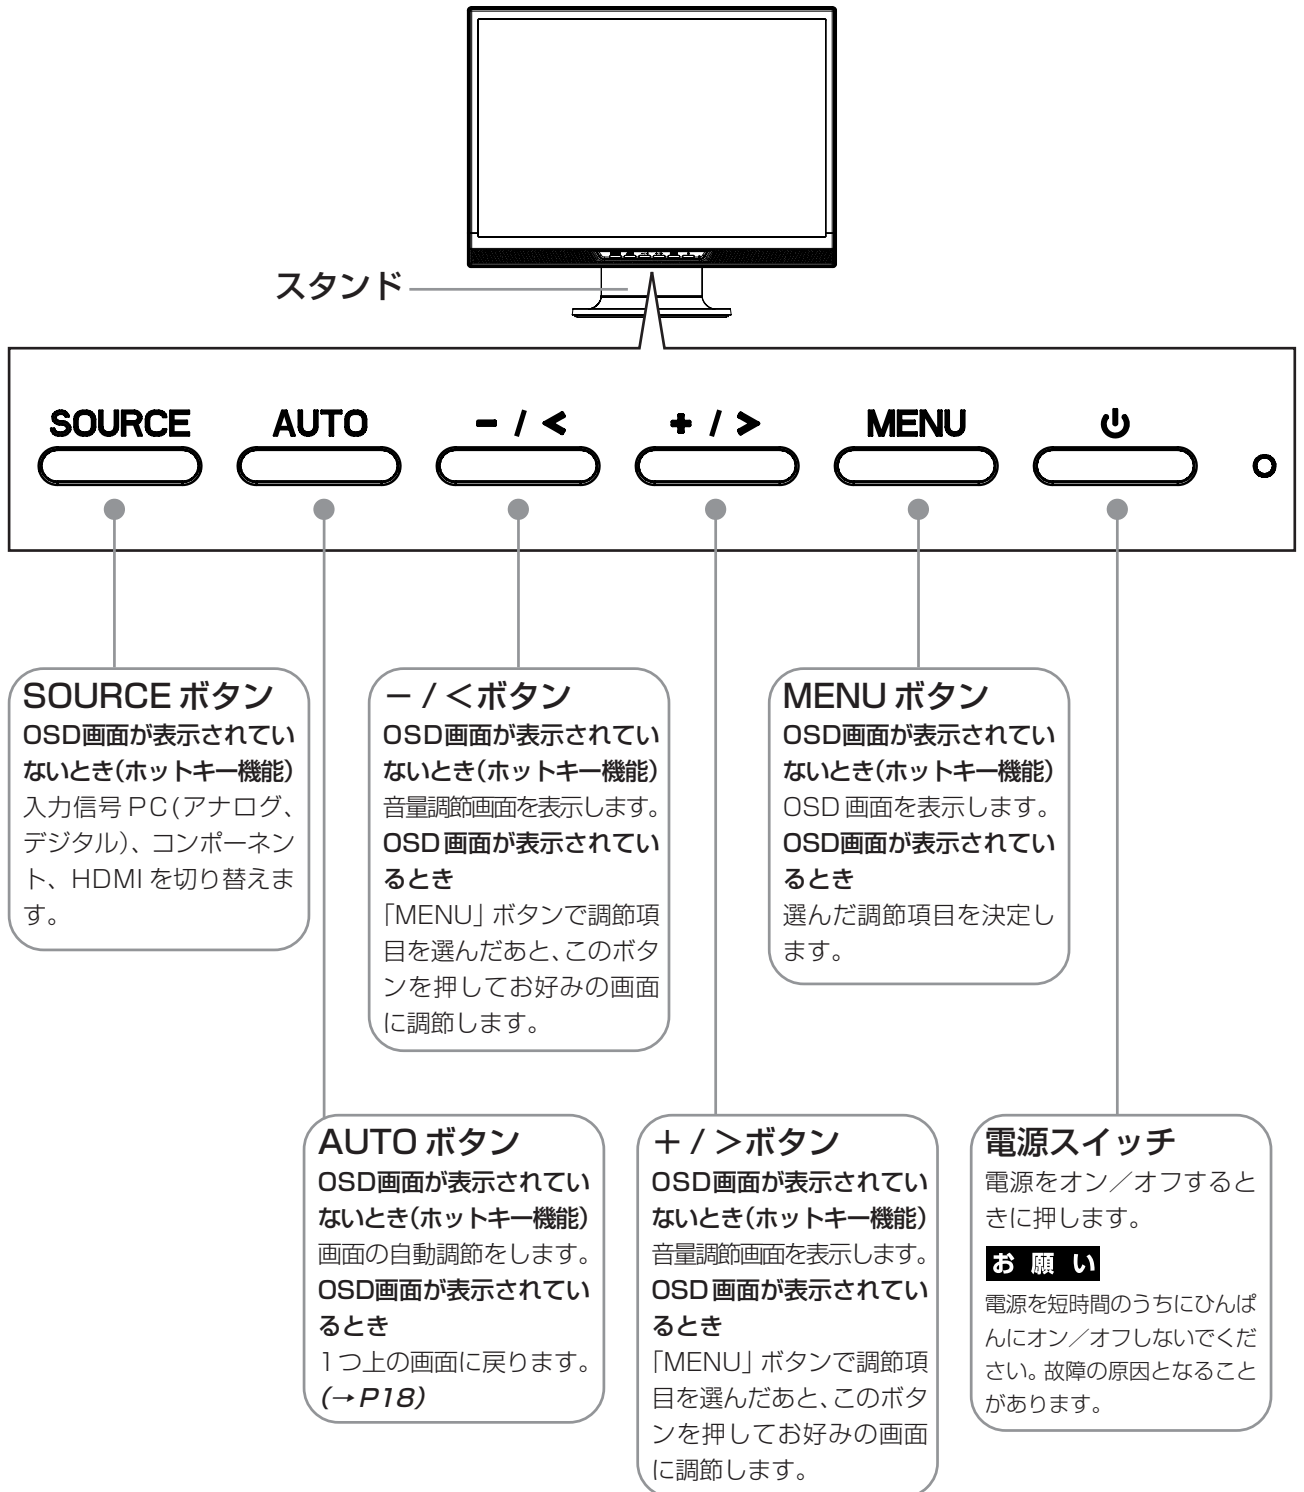 スタンド
SOURCE
AUTO
- / <
+ / >
MENU
SOURCE ボタン
OSD画面が表示されてい
ないとき(ホットキー機能)
入力信号 PC(アナログ、
デジタル)、コンポーネン
ト、HDMI を切り替えま
す。
− / <ボタン
OSD画面が表示されてい
ないとき(ホットキー機能)
音量調節画面を表示します。
OSD 画面が表示されてい
るとき
「MENU」ボタンで調節項
目を選んだあと、このボタ
ンを押してお好みの画面
に調節します。
MENU ボタン
OSD画面が表示されてい
ないとき(ホットキー機能)
OSD 画面を表示します。
OSD画面が表示されてい
るとき
選んだ調節項目を決定し
ます。
AUTO ボタン
OSD画面が表示されてい
ないとき(ホットキー機能)
画面の自動調節をします。
OSD画面が表示されてい
るとき
1つ上の画面に戻ります。
(→P18)
+ / >ボタン
OSD画面が表示されてい
ないとき(ホットキー機能)
音量調節画面を表示します。
OSD 画面が表示されてい
るとき
「MENU」ボタンで調節項
目を選んだあと、このボタ
ンを押してお好みの画面
に調節します。
電源スイッチ
電源をオン／オフすると
きに押します。
お 願 い
電源を短時間のうちにひんぱ
んにオン／オフしないでくだ
さい。故障の原因となること
があります。